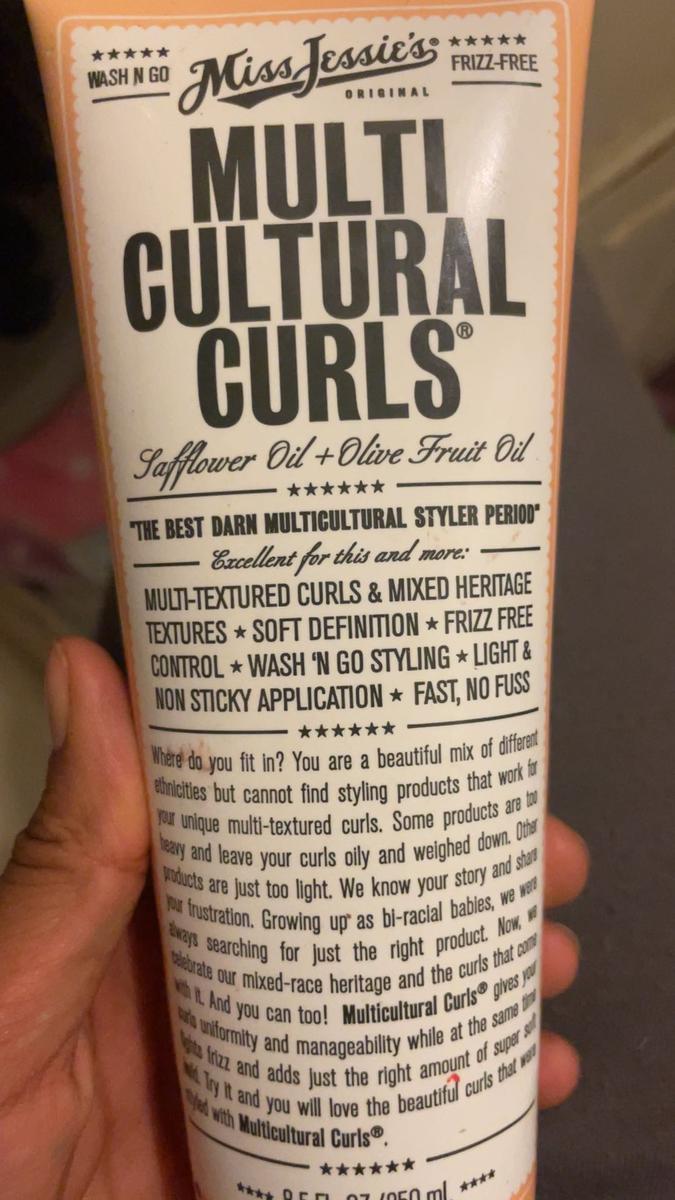 WASH N GO
Miss Jessie's®
ORIGINAL
FRIZZ-FREE
MULTI
CULTURAL
CURLS®
Safflower Oil + Olive Fruit Oil
"THE BEST DARN MULTICULTURAL STYLER PERIOD"
Excellent for this and more:
MULTI-TEXTURED CURLS & MIXED HERITAGE
TEXTURES ★ SOFT DEFINITION ★ FRIZZ FREE
CONTROL ★ WASH 'N GO STYLING ★ LIGHT &
NON STICKY APPLICATION ★ FAST, NO FUSS
Where do you fit in? You are a beautiful mix of different
ethnicities but cannot find styling products that work for
your unique multi-textured curls. Some products are too
heavy and leave your curls oily and weighed down. Other
products are just too light. We know your story and share
your frustration. Growing up as bi-racial babies, we were
always searching for just the right product. Now, we
celebrate our mixed-race heritage and the curls that come
with it. And you can too! Multicultural Curls® gives your
curls uniformity and manageability while at the same time
fights frizz and adds just the right amount of super soft
Try it and you will love the beautiful curls that were
styled with Multicultural Curls®.
8.5 FL. OZ /250 ml